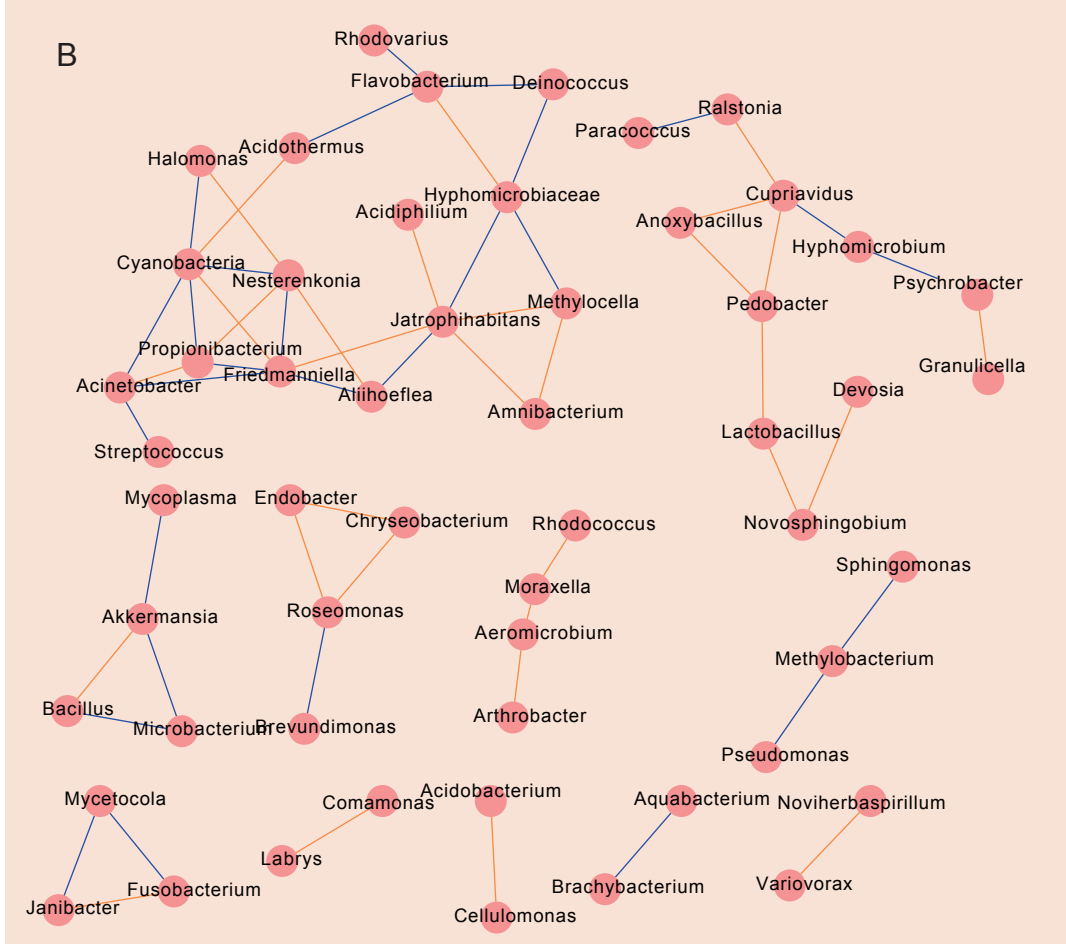 B
Rhodovarius
Flavobacterium
Deinococcus
Ralstonia
Paracocccus
Acidothermus
Halomonas
Hyphomicrobiaceae
Cupriavidus
Acidiphilium
Anoxybacillus
Hyphomicrobium
Cyanobacteria
Nesterenkonia
Psychrobacter
Methylocella
Pedobacter
Jatrophihabitans
Propionibacterium
Friedmanniella
Granulicella
Acinetobacter
Aliihoeflea
Devosia
Amnibacterium
Lactobacillus
Streptococcus
Mycoplasma
Endobacter
Chryseobacterium
Rhodococcus
Novosphingobium
Sphingomonas
Moraxella
Akkermansia
Roseomonas
Aeromicrobium
Methylobacterium
Bacillus
Arthrobacter
Microbacterium
Brevundimonas
Pseudomonas
Mycetocola
Comamonas
Acidobacterium
Aquabacterium
Noviherbaspirillum
Labrys
Fusobacterium
Brachybacterium
Variovorax
Janibacter
Cellulomonas